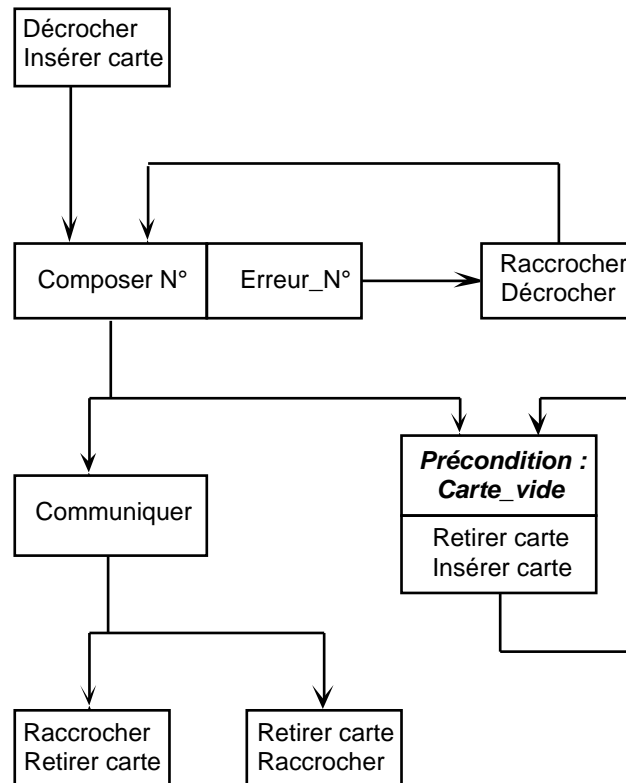 Décrocher
Insérer carte
Composer N°
Erreur_N°
Raccrocher
Décrocher
Précondition :
Carte_vide
Communiquer
Retirer carte
Insérer carte
Raccrocher
Retirer carte
Retirer carte
Raccrocher